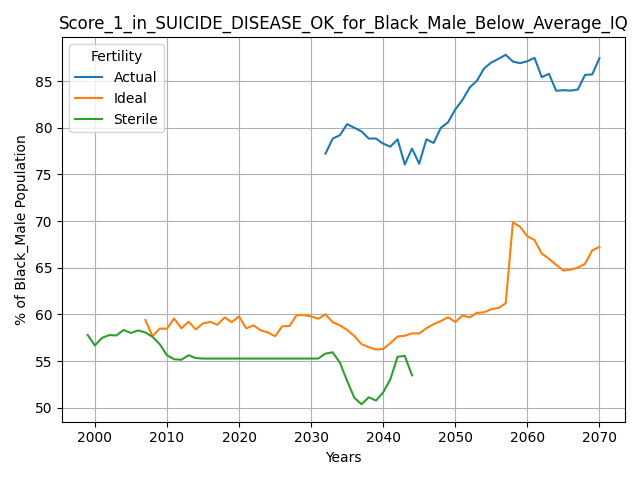 Score_1_in_SUICIDE_DISEASE_OK_for_Black_Male_Below_Average_IQ
Fertility
Actual
Ideal
Sterile
% of Black_Male Population
85
80
75
70
65
60
55
50
2000 2010 2020 2030 2040 2050 2060 2070
Years